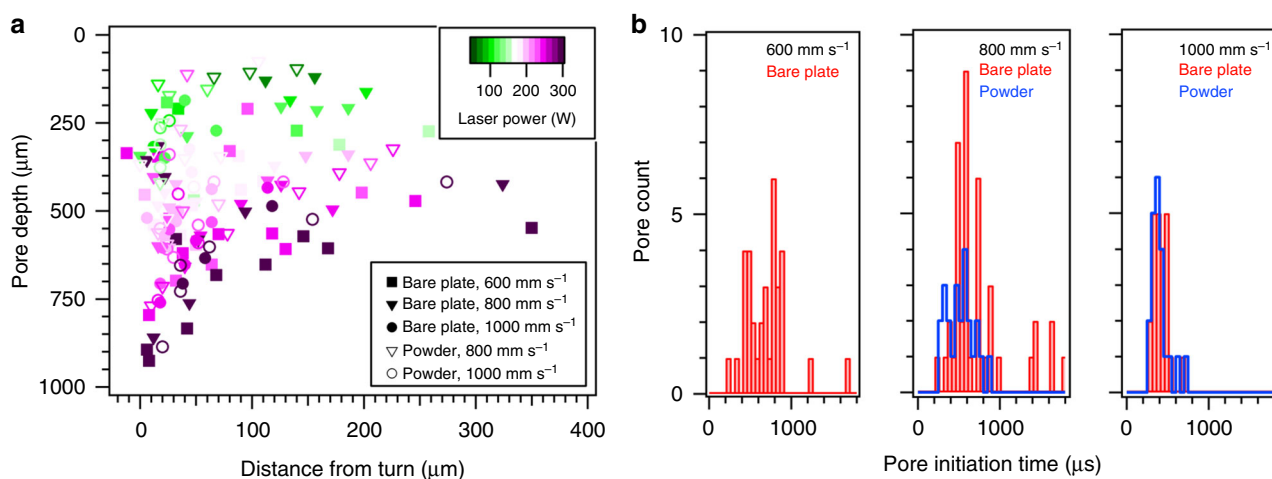 a
0
250
500
750
1000
Pore depth (μm)
100 200 300
Laser power (W)
Bare plate, 600 mm s⁻¹
Bare plate, 800 mm s⁻¹
Bare plate, 1000 mm s⁻¹
Powder, 800 mm s⁻¹
Powder, 1000 mm s⁻¹
0 100 200 300 400
Distance from turn (μm)
b
10
5
0
Pore count
600 mm s⁻¹
Bare plate
0 1000
800 mm s⁻¹
Bare plate
Powder
0 1000
1000 mm s⁻¹
Bare plate
Powder
0 1000
Pore initiation time (μs)